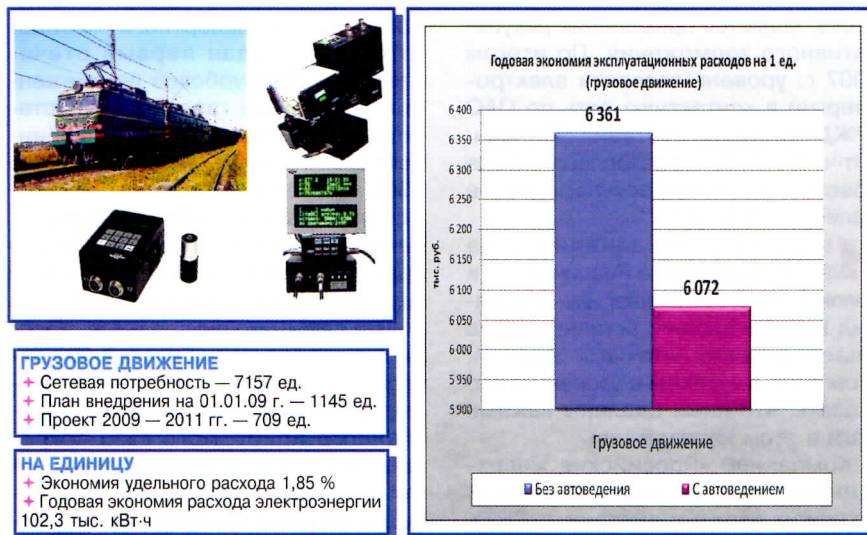 ГРУЗОВОЕ ДВИЖЕНИЕ
+ Сетевая потребность — 7157 ед.
+ План внедрения на 01.01.09 г. — 1145 ед.
+ Проект 2009 — 2011 гг. — 709 ед.
НА ЕДИНИЦУ
+ Экономия удельного расхода 1,85 %
+ Годовая экономия расхода электроэнергии
102,3 тыс. кВт·ч
Годовая экономия эксплуатационных расходов на 1 ед.
(грузовое движение)
тыс. руб.
6 400
6 350
6 300
6 250
6 200
6 150
6 100
6 050
6 000
5 950
5 900
6 361
6 072
Грузовое движение
Без автоведения
С автоведением